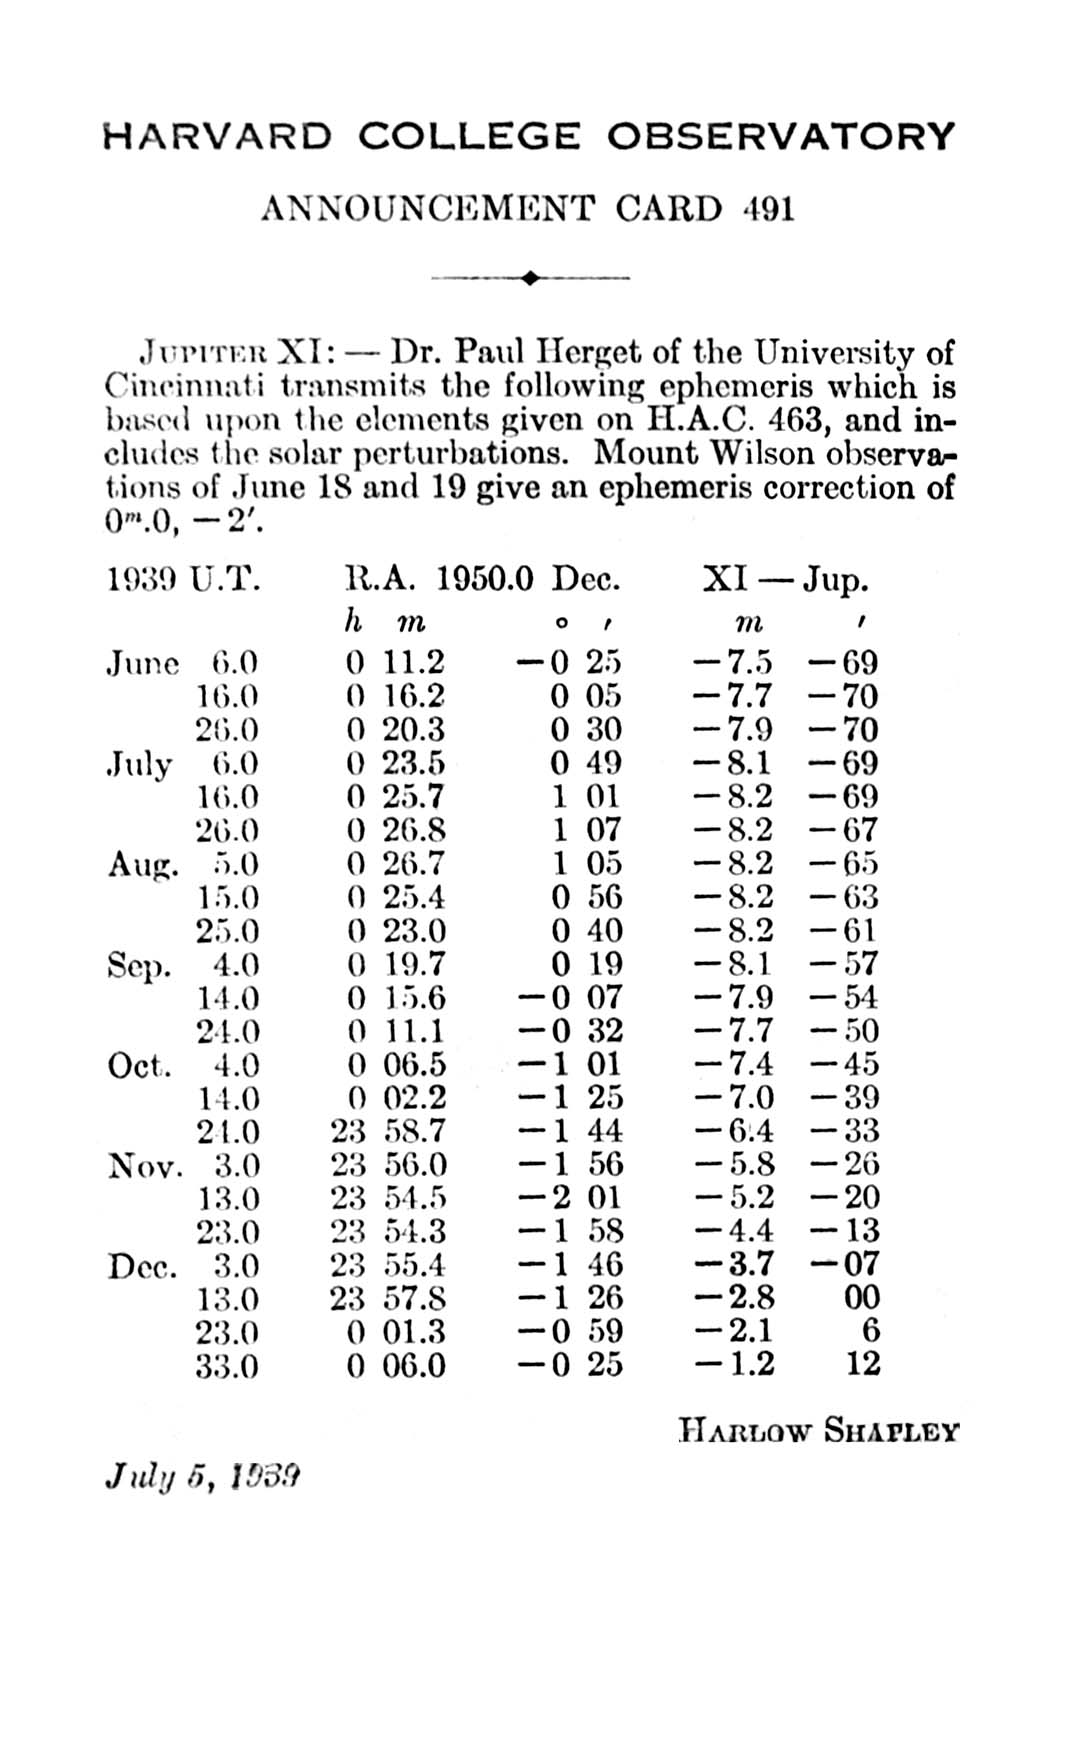 HARVARD COLLEGE OBSERVATORY
ANNOUNCEMENT CARD 491
JUPITER XI: — Dr. Paul Herget of the University of
Cincinnati transmits the following ephemeris which is
based upon the elements given on H.A.C. 463, and in-
cludes the solar perturbations. Mount Wilson observa-
tions of June 18 and 19 give an ephemeris correction of
0ᵐ.0, — 2′.
1939 U.T. R.A. 1950.0 Dec. XI — Jup.
h m ° ′ m ′
June 6.0 0 11.2 —0 25 —7.5 —69
16.0 0 16.2 0 05 —7.7 —70
26.0 0 20.3 0 30 —7.9 —70
July 6.0 0 23.5 0 49 —8.1 —69
16.0 0 25.7 1 01 —8.2 —69
26.0 0 26.8 1 07 —8.2 —67
Aug. 5.0 0 26.7 1 05 —8.2 —65
15.0 0 25.4 0 56 —8.2 —63
25.0 0 23.0 0 40 —8.2 —61
Sep. 4.0 0 19.7 0 19 —8.1 —57
14.0 0 15.6 —0 07 —7.9 —54
24.0 0 11.1 —0 32 —7.7 —50
Oct. 4.0 0 06.5 —1 01 —7.4 —45
14.0 0 02.2 —1 25 —7.0 —39
24.0 23 58.7 —1 44 —6.4 —33
Nov. 3.0 23 56.0 —1 56 —5.8 —26
13.0 23 54.5 —2 01 —5.2 —20
23.0 23 54.3 —1 58 —4.4 —13
Dec. 3.0 23 55.4 —1 46 —3.7 —07
13.0 23 57.8 —1 26 —2.8 00
23.0 0 01.3 —0 59 —2.1 6
33.0 0 06.0 —0 25 —1.2 12
HARLOW SHAPLEY
July 5, 1939